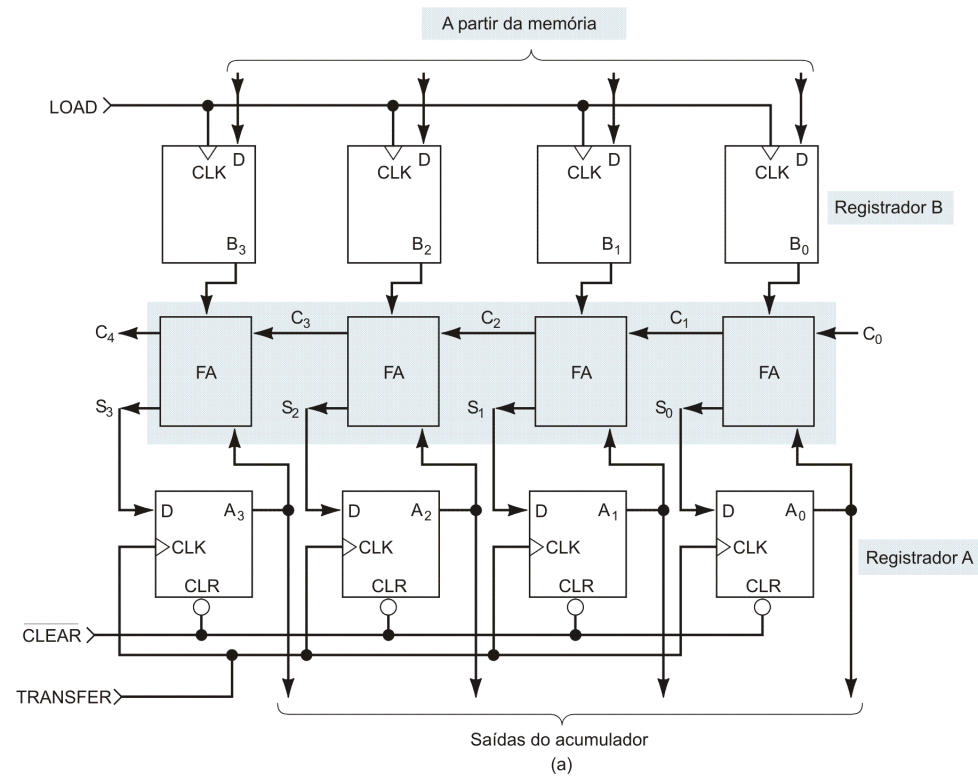 A partir da memória
LOAD
D D D D
CLK CLK CLK CLK
Registrador B
B3 B2 B1 B0
C4 C3 C2 C1 C0
FA FA FA FA
S3 S2 S1 S0
D A3 D A2 D A1 D A0
CLK CLK CLK CLK
Registrador A
CLR CLR CLR CLR
CLEAR
TRANSFER
Saídas do acumulador
(a)